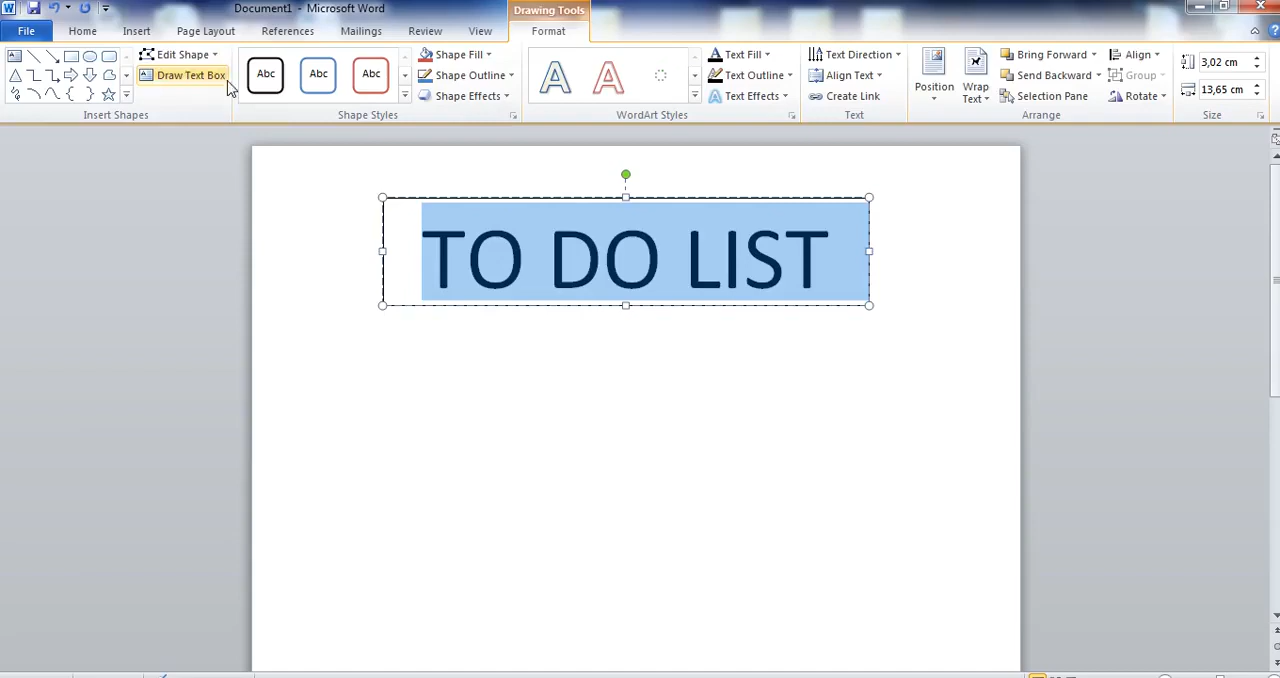 Document1 - Microsoft Word
Drawing Tools
File Home Insert Page Layout References Mailings Review View Format
Edit Shape
Draw Text Box
Insert Shapes
Abc Abc Abc
Shape Fill
Shape Outline
Shape Effects
Shape Styles
A A
Text Fill
Text Outline
Text Effects
WordArt Styles
Text Direction
Align Text
Create Link
Text
Position
Wrap
Text
Bring Forward
Send Backward
Selection Pane
Align
Group
Rotate
Arrange
3,02 cm
13,65 cm
Size
TO DO LIST